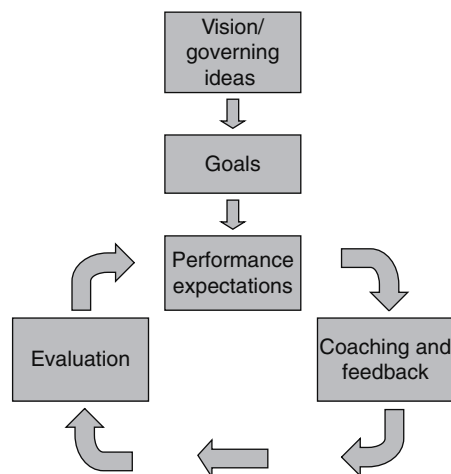 Vision/
governing
ideas
Goals
Performance
expectations
Evaluation
Coaching and
feedback